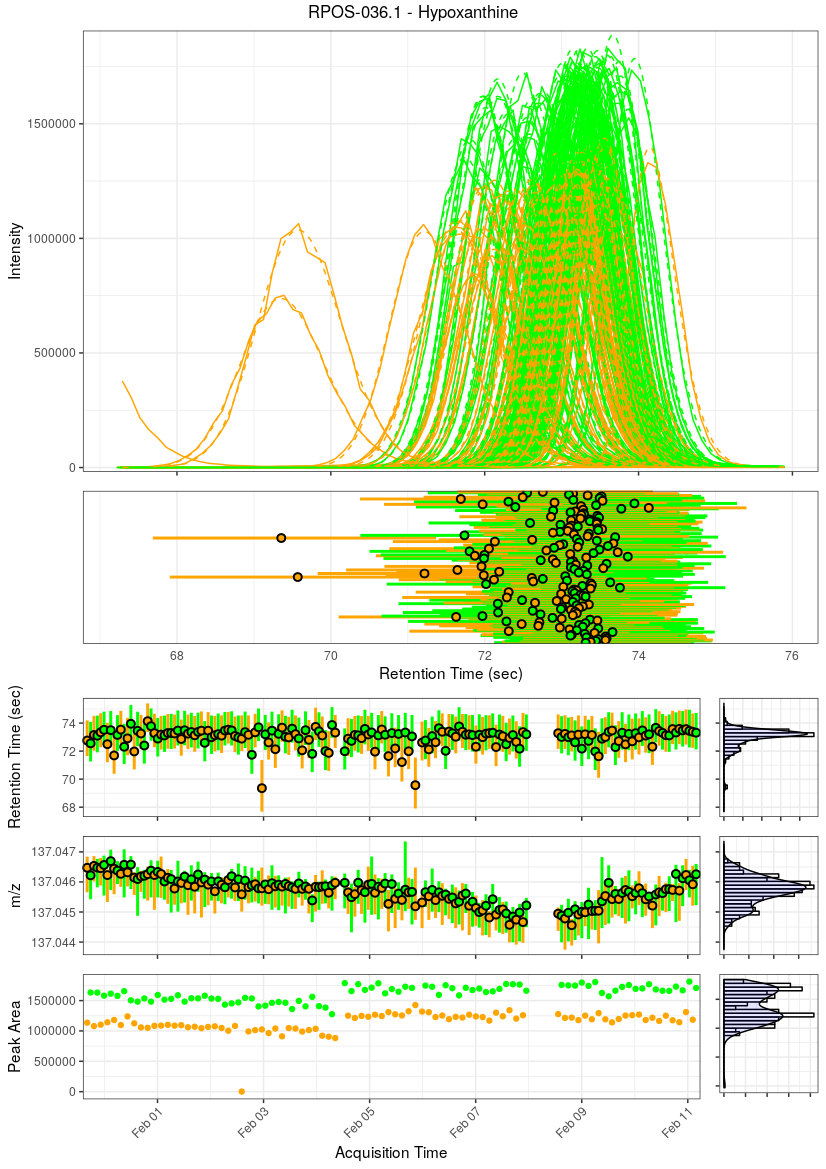 RPOS-036.1 - Hypoxanthine
Intensity
1500000
1000000
500000
0
68
70
72
74
76
Retention Time (sec)
Retention Time (sec)
74
72
70
68
m/z
137.047
137.046
137.045
137.044
Peak Area
1500000
1000000
500000
0
Feb 01
Feb 03
Feb 05
Feb 07
Feb 09
Feb 11
Acquisition Time